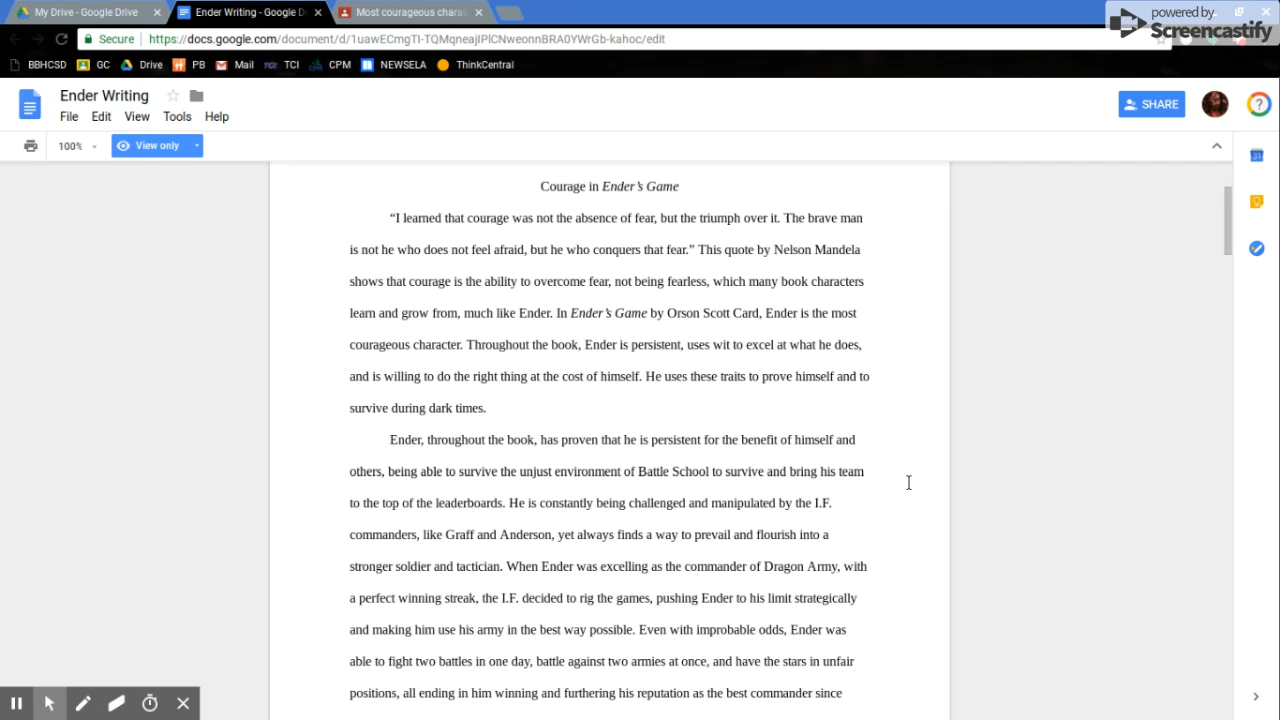 My Drive - Google Drive
Ender Writing - Google D
Most courageous charac
powered by
Screencastify
Secure
https://docs.google.com/document/d/1uawECmgTI-TQMqneajIPlCNweonnBRA0YWrGb-kahoc/edit
BBHCSD GC Drive PB Mail TCI CPM NEWSELA ThinkCentral
Ender Writing
File Edit View Tools Help
SHARE
100% View only
Courage in Ender’s Game
“I learned that courage was not the absence of fear, but the triumph over it. The brave man
is not he who does not feel afraid, but he who conquers that fear.” This quote by Nelson Mandela
shows that courage is the ability to overcome fear, not being fearless, which many book characters
learn and grow from, much like Ender. In Ender’s Game by Orson Scott Card, Ender is the most
courageous character. Throughout the book, Ender is persistent, uses wit to excel at what he does,
and is willing to do the right thing at the cost of himself. He uses these traits to prove himself and to
survive during dark times.
Ender, throughout the book, has proven that he is persistent for the benefit of himself and
others, being able to survive the unjust environment of Battle School to survive and bring his team
to the top of the leaderboards. He is constantly being challenged and manipulated by the I.F.
commanders, like Graff and Anderson, yet always finds a way to prevail and flourish into a
stronger soldier and tactician. When Ender was excelling as the commander of Dragon Army, with
a perfect winning streak, the I.F. decided to rig the games, pushing Ender to his limit strategically
and making him use his army in the best way possible. Even with improbable odds, Ender was
able to fight two battles in one day, battle against two armies at once, and have the stars in unfair
positions, all ending in him winning and furthering his reputation as the best commander since